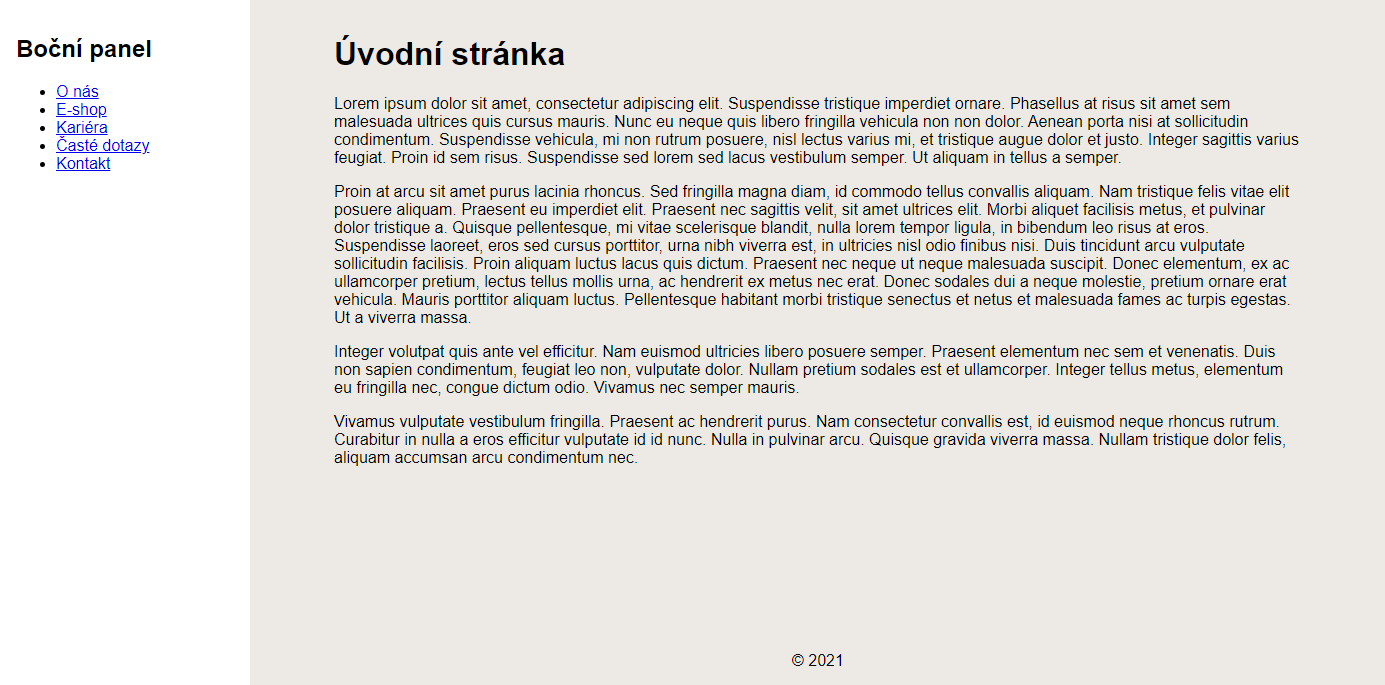 Boční panel
O nás
E-shop
Kariéra
Časté dotazy
Kontakt
Úvodní stránka
Lorem ipsum dolor sit amet, consectetur adipiscing elit. Suspendisse tristique imperdiet ornare. Phasellus at risus sit amet sem
malesuada ultrices quis cursus mauris. Nunc eu neque quis libero fringilla vehicula non non dolor. Aenean porta nisi at sollicitudin
condimentum. Suspendisse vehicula, mi non rutrum posuere, nisl lectus varius mi, et tristique augue dolor et justo. Integer sagittis varius
feugiat. Proin id sem risus. Suspendisse sed lorem sed lacus vestibulum semper. Ut aliquam in tellus a semper.
Proin at arcu sit amet purus lacinia rhoncus. Sed fringilla magna diam, id commodo tellus convallis aliquam. Nam tristique felis vitae elit
posuere aliquam. Praesent eu imperdiet elit. Praesent nec sagittis velit, sit amet ultrices elit. Morbi aliquet facilisis metus, et pulvinar
dolor tristique a. Quisque pellentesque, mi vitae scelerisque blandit, nulla lorem tempor ligula, in bibendum leo risus at eros.
Suspendisse laoreet, eros sed cursus porttitor, urna nibh viverra est, in ultricies nisl odio finibus nisi. Duis tincidunt arcu vulputate
sollicitudin facilisis. Proin aliquam luctus lacus quis dictum. Praesent nec neque ut neque malesuada suscipit. Donec elementum, ex ac
ullamcorper pretium, lectus tellus mollis urna, ac hendrerit ex metus nec erat. Donec sodales dui a neque molestie, pretium ornare erat
vehicula. Mauris porttitor aliquam luctus. Pellentesque habitant morbi tristique senectus et netus et malesuada fames ac turpis egestas.
Ut a viverra massa.
Integer volutpat quis ante vel efficitur. Nam euismod ultricies libero posuere semper. Praesent elementum nec sem et venenatis. Duis
non sapien condimentum, feugiat leo non, vulputate dolor. Nullam pretium sodales est et ullamcorper. Integer tellus metus, elementum
eu fringilla nec, congue dictum odio. Vivamus nec semper mauris.
Vivamus vulputate vestibulum fringilla. Praesent ac hendrerit purus. Nam consectetur convallis est, id euismod neque rhoncus rutrum.
Curabitur in nulla a eros efficitur vulputate id id nunc. Nulla in pulvinar arcu. Quisque gravida viverra massa. Nullam tristique dolor felis,
aliquam accumsan arcu condimentum nec.
© 2021